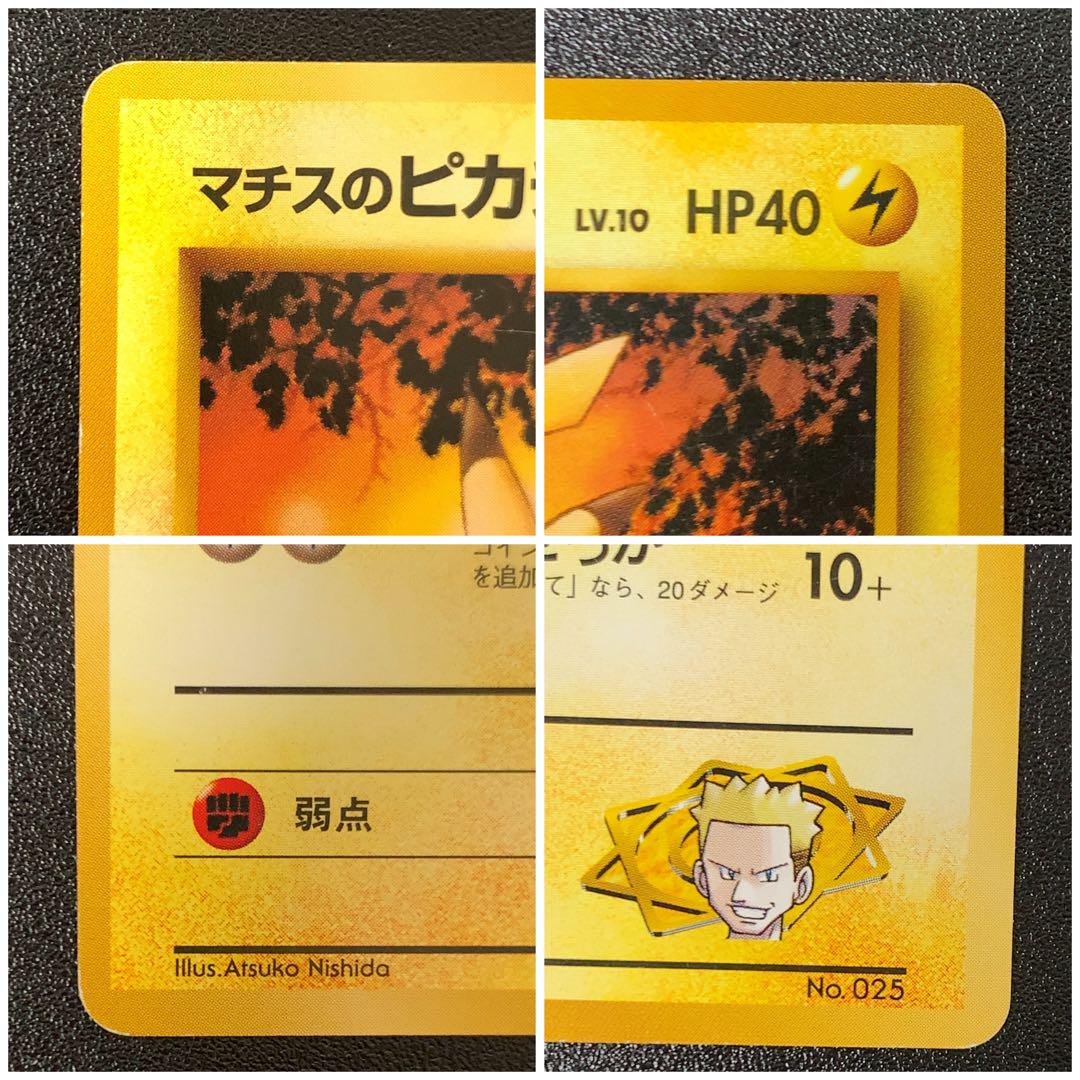 マチスのピカ
LV.10 HP40
を追加
て」なら、20ダメージ 10+
弱点
Illus.Atsuko Nishida
No. 025